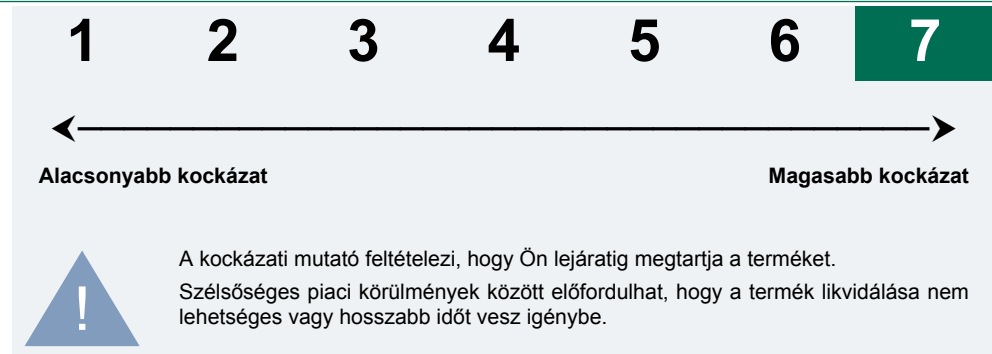 1 2 3 4 5 6 7
Alacsonyabb kockázat Magasabb kockázat
A kockázati mutató feltételezi, hogy Ön lejáratig megtartja a terméket.
Szélsőséges piaci körülmények között előfordulhat, hogy a termék likvidálása nem
lehetséges vagy hosszabb időt vesz igénybe.
!